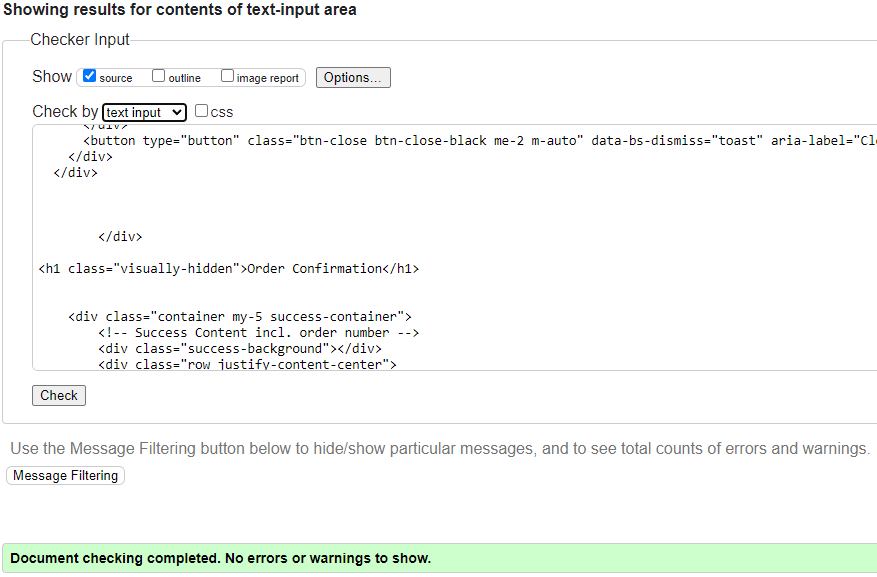 Showing results for contents of text-input area
Checker Input
Show source outline image report Options...
Check by text input css
</div>
<button type="button" class="btn-close btn-close-black me-2 m-auto" data-bs-dismiss="toast" aria-label="Cl
</div>
</div>
</div>
<h1 class="visually-hidden">Order Confirmation</h1>
<div class="container my-5 success-container">
<!-- Success Content incl. order number -->
<div class="success-background"></div>
<div class="row justify-content-center">
Check
Use the Message Filtering button below to hide/show particular messages, and to see total counts of errors and warnings.
Message Filtering
Document checking completed. No errors or warnings to show.